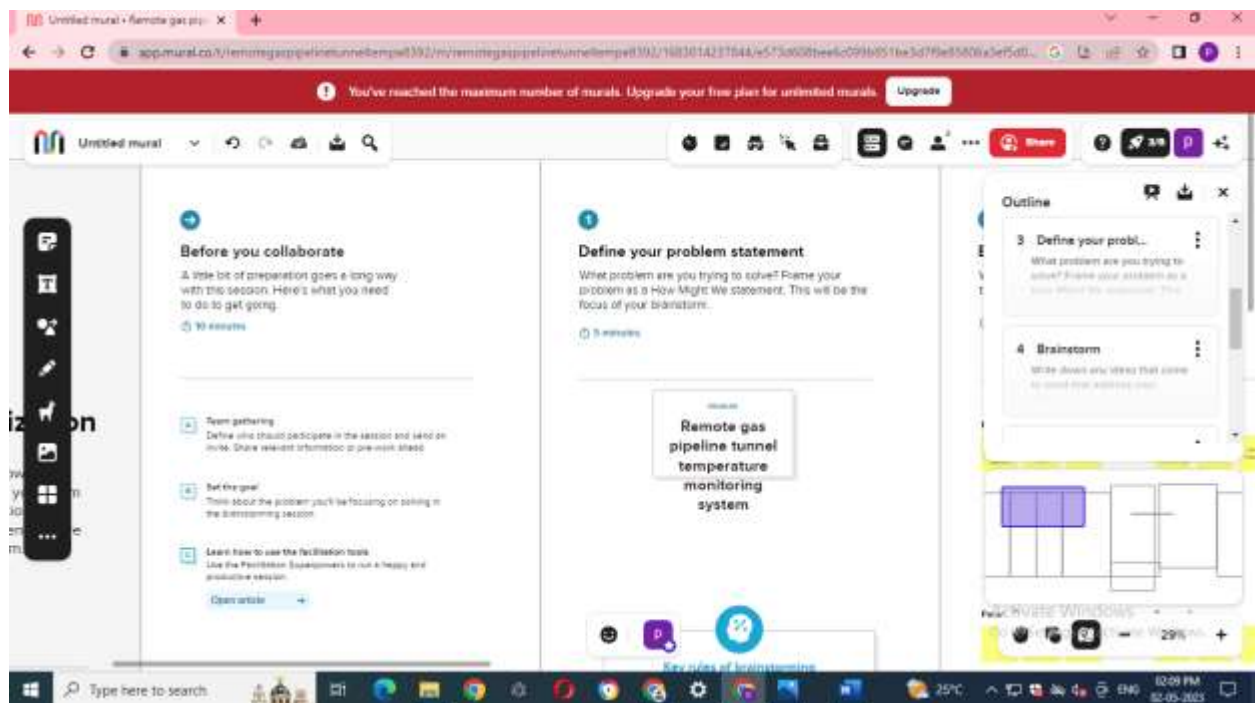 Untitled mural • Remote gas pip
You've reached the maximum number of murals. Upgrade your free plan for unlimited murals.
Upgrade
Untitled mural
Share
Before you collaborate
A little bit of preparation goes a long way
with this session. Here's what you need
to do to get going.
10 minutes
Team gathering
Define who should participate in the session and send an
invite. Share relevant information or pre-work ahead.
Set the goal
Think about the problem you'll be focusing on solving in
the brainstorming session.
Learn how to use the facilitation tools
Use the Facilitation Superpowers to run a happy and
productive session.
Open article
1
Define your problem statement
What problem are you trying to solve? Frame your
problem as a How Might We statement. This will be the
focus of your brainstorm.
5 minutes
Remote gas
pipeline tunnel
temperature
monitoring
system
Key rules of brainstorming
Outline
3 Define your probl...
What problem are you trying to
solve? Frame your problem as a
4 Brainstorm
Write down any ideas that come
Activate Windows
29%
Type here to search
25°C
ENG
02:09 PM
02-05-2023